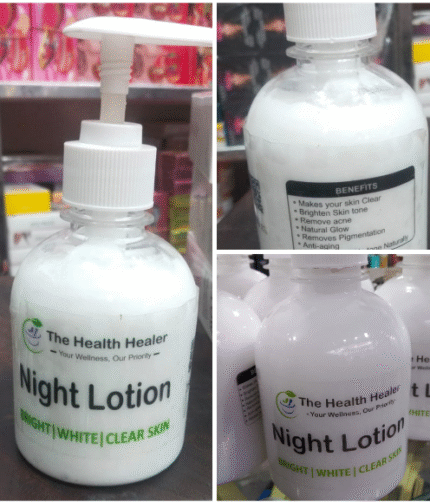 The Health Healer
Your Wellness, Our Priority
Night Lotion
BRIGHT|WHITE|CLEAR SKIN
BENEFITS
• Makes your skin Clear
• Brighten Skin tone
• Remove acne
• Natural Glow
• Removes Pigmentation
• Anti-aging
Naturally
The Health Healer
- Your Wellness, Our Priority
Night Lotion
BRIGHT | WHITE | CLEAR SKIN